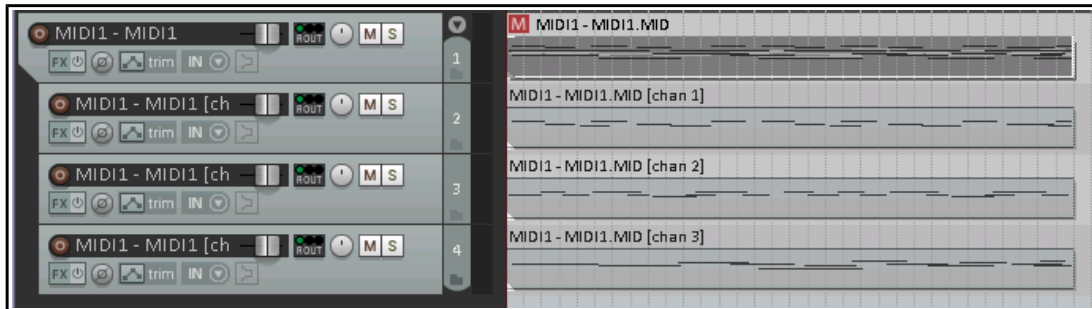 MIDI1 - MIDI1 ROUT M S
FX trim IN
1
M MIDI1 - MIDI1.MID
MIDI1 - MIDI1 [ch ROUT M S
FX trim IN
2
MIDI1 - MIDI1.MID [chan 1]
MIDI1 - MIDI1 [ch ROUT M S
FX trim IN
3
MIDI1 - MIDI1.MID [chan 2]
MIDI1 - MIDI1 [ch ROUT M S
FX trim IN
4
MIDI1 - MIDI1.MID [chan 3]